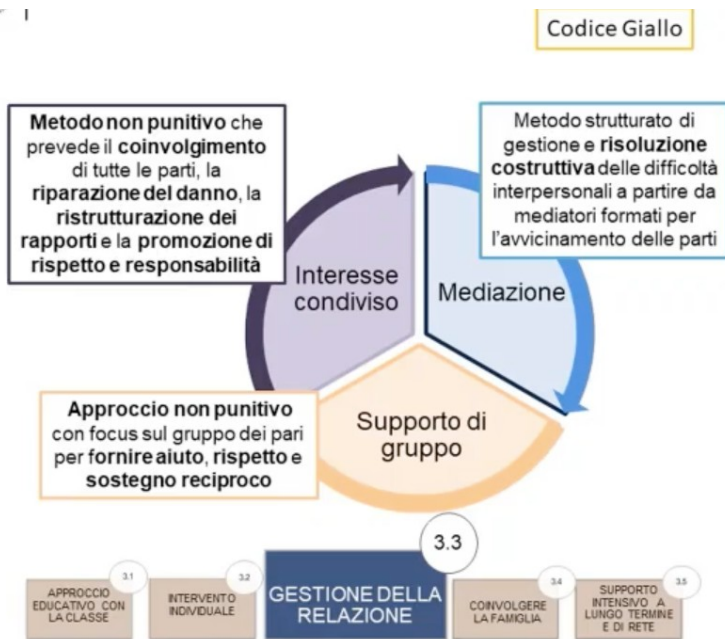 Codice Giallo
Metodo non punitivo che
prevede il coinvolgimento
di tutte le parti, la
riparazione del danno, la
ristrutturazione dei
rapporti e la promozione di
rispetto e responsabilità
Metodo strutturato di
gestione e risoluzione
costruttiva delle difficoltà
interpersonali a partire da
mediatori formati per
l'avvicinamento delle parti
Interesse
condiviso
Mediazione
Approccio non punitivo
con focus sul gruppo dei pari
per fornire aiuto, rispetto e
sostegno reciproco
Supporto di
gruppo
3.1
APPROCCIO
EDUCATIVO CON
LA CLASSE
3.2
INTERVENTO
INDIVIDUALE
3.3
GESTIONE DELLA
RELAZIONE
3.4
COINVOLGERE
LA FAMIGLIA
3.5
SUPPORTO
INTENSIVO A
LUNGO TERMINE
E DI RETE